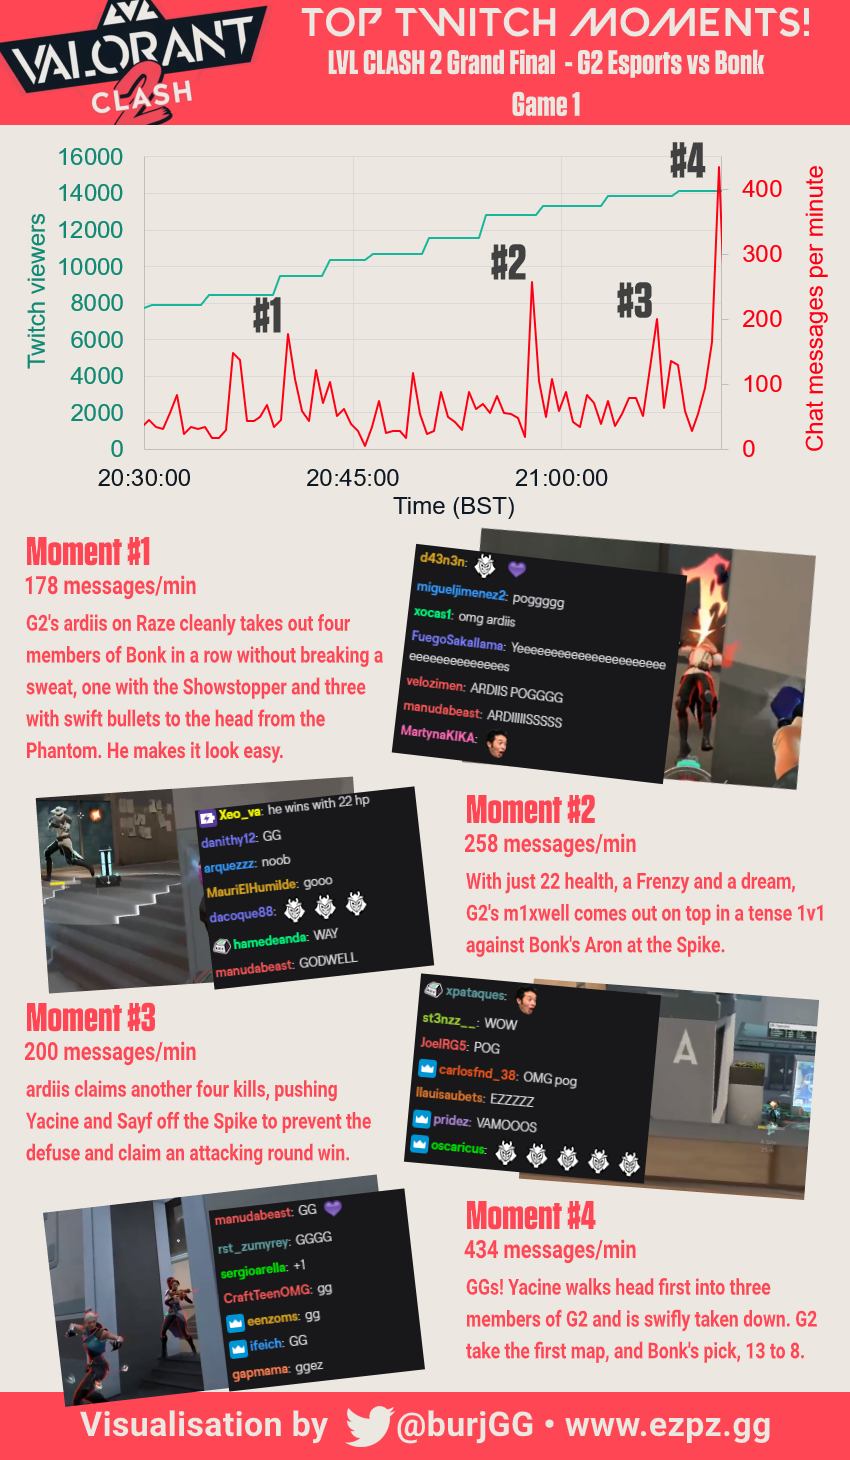 LVL
VALORANT
CLASH
2
TOP TWITCH MOMENTS!
LVL CLASH 2 Grand Final - G2 Esports vs Bonk
Game 1
16000
14000
12000
10000
8000
6000
4000
2000
0
Twitch viewers
#1
#2
#3
#4
400
300
200
100
0
Chat messages per minute
20:30:00
20:45:00
21:00:00
Time (BST)
Moment #1
178 messages/min
G2's ardiis on Raze cleanly takes out four
members of Bonk in a row without breaking a
sweat, one with the Showstopper and three
with swift bullets to the head from the
Phantom. He makes it look easy.
d43n3n:
migueljimenez2: poggggg
xocas1: omg ardiis
FuegoSakallama: Yeeeeeeeeeeeeeeeeeeeeee
eeeeeeeeeeeeeees
velozimen: ARDIIS POGGGG
manudabeast: ARDIIIIISSSSS
MartynaKIKA:
Xeo_va: he wins with 22 hp
danithy12: GG
arquezzz: noob
MauriElHumilde: gooo
dacoque88:
hamedeanda: WAY
manudabeast: GODWELL
Moment #2
258 messages/min
With just 22 health, a Frenzy and a dream,
G2's m1xwell comes out on top in a tense 1v1
against Bonk's Aron at the Spike.
Moment #3
200 messages/min
ardiis claims another four kills, pushing
Yacine and Sayf off the Spike to prevent the
defuse and claim an attacking round win.
xpataques:
st3nzz__: WOW
JoelRG5: POG
carlosfnd_38: OMG pog
llauisaubets: EZZZZZ
pridez: VAMOOOS
oscaricus:
A
manudabeast: GG
rst_zumyrey: GGGG
sergioarella: +1
CraftTeenOMG: gg
eenzoms: gg
ifeich: GG
gapmama: ggez
Moment #4
434 messages/min
GGs! Yacine walks head first into three
members of G2 and is swifly taken down. G2
take the first map, and Bonk's pick, 13 to 8.
Visualisation by @burjGG • www.ezpz.gg